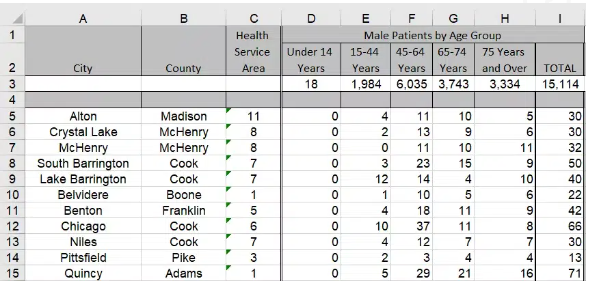 A B C D E F G H I
1 Health Male Patients by Age Group
Service Under 14 15-44 45-64 65-74 75 Years
2 City County Area Years Years Years Years and Over TOTAL
3 18 1,984 6,035 3,743 3,334 15,114
4
5 Alton Madison 11 0 4 11 10 5 30
6 Crystal Lake McHenry 8 0 2 13 9 6 30
7 McHenry McHenry 8 0 0 11 10 11 32
8 South Barrington Cook 7 0 3 23 15 9 50
9 Lake Barrington Cook 7 0 12 14 4 10 40
10 Belvidere Boone 1 0 1 10 5 6 22
11 Benton Franklin 5 0 4 18 11 9 42
12 Chicago Cook 6 0 10 37 11 8 66
13 Niles Cook 7 0 4 12 7 7 30
14 Pittsfield Pike 3 0 2 3 4 4 13
15 Quincy Adams 1 0 5 29 21 16 71